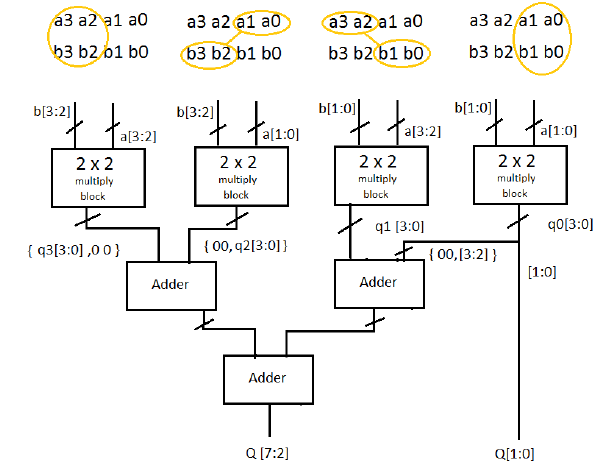 a3 a2 a1 a0 a3 a2 a1 a0 a3 a2 a1 a0 a3 a2 a1 a0
b3 b2 b1 b0 b3 b2 b1 b0 b3 b2 b1 b0 b3 b2 b1 b0
b[3:2] b[3:2] b[1:0] b[1:0]
a[3:2] a[1:0] a[3:2] a[1:0]
2 x 2 2 x 2 2 x 2 2 x 2
multiply multiply multiply multiply
block block block block
q1 [3:0] q0[3:0]
{ q3[3:0] ,0 0 } { 00, q2[3:0] } { 00, [3:2] }
[1:0]
Adder Adder
Adder
Q [7:2] Q[1:0]